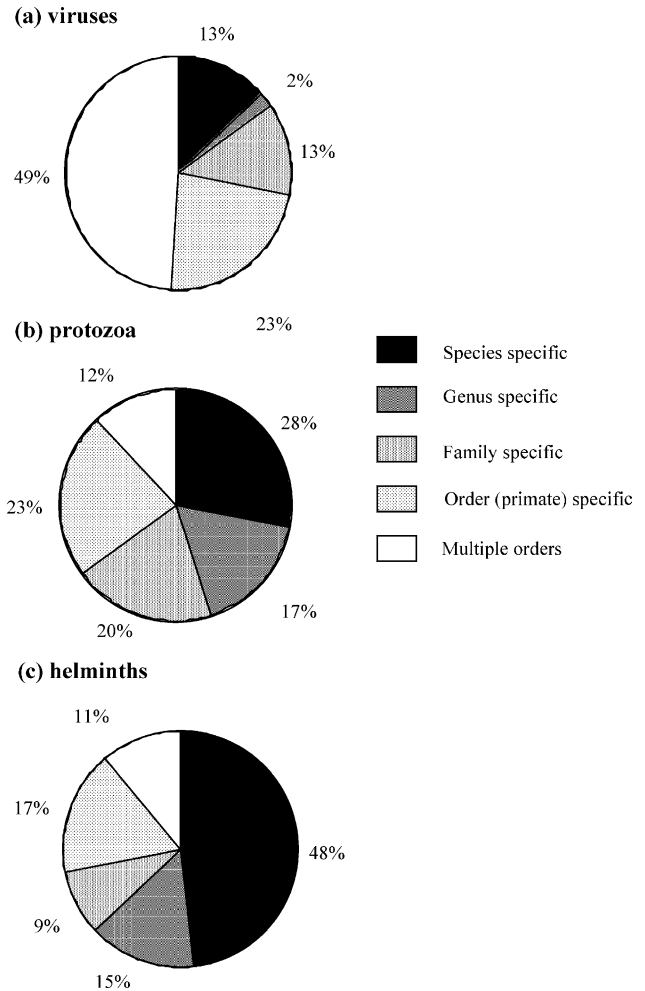 (a) viruses
13%
2%
13%
49%
23%
(b) protozoa
12%
28%
23%
17%
20%
Species specific
Genus specific
Family specific
Order (primate) specific
Multiple orders
(c) helminths
11%
17%
48%
9%
15%